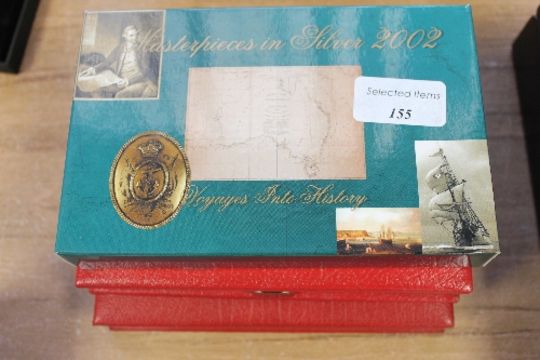 Masterpieces in Silver 2002
Selected Items
155
Voyages Into History